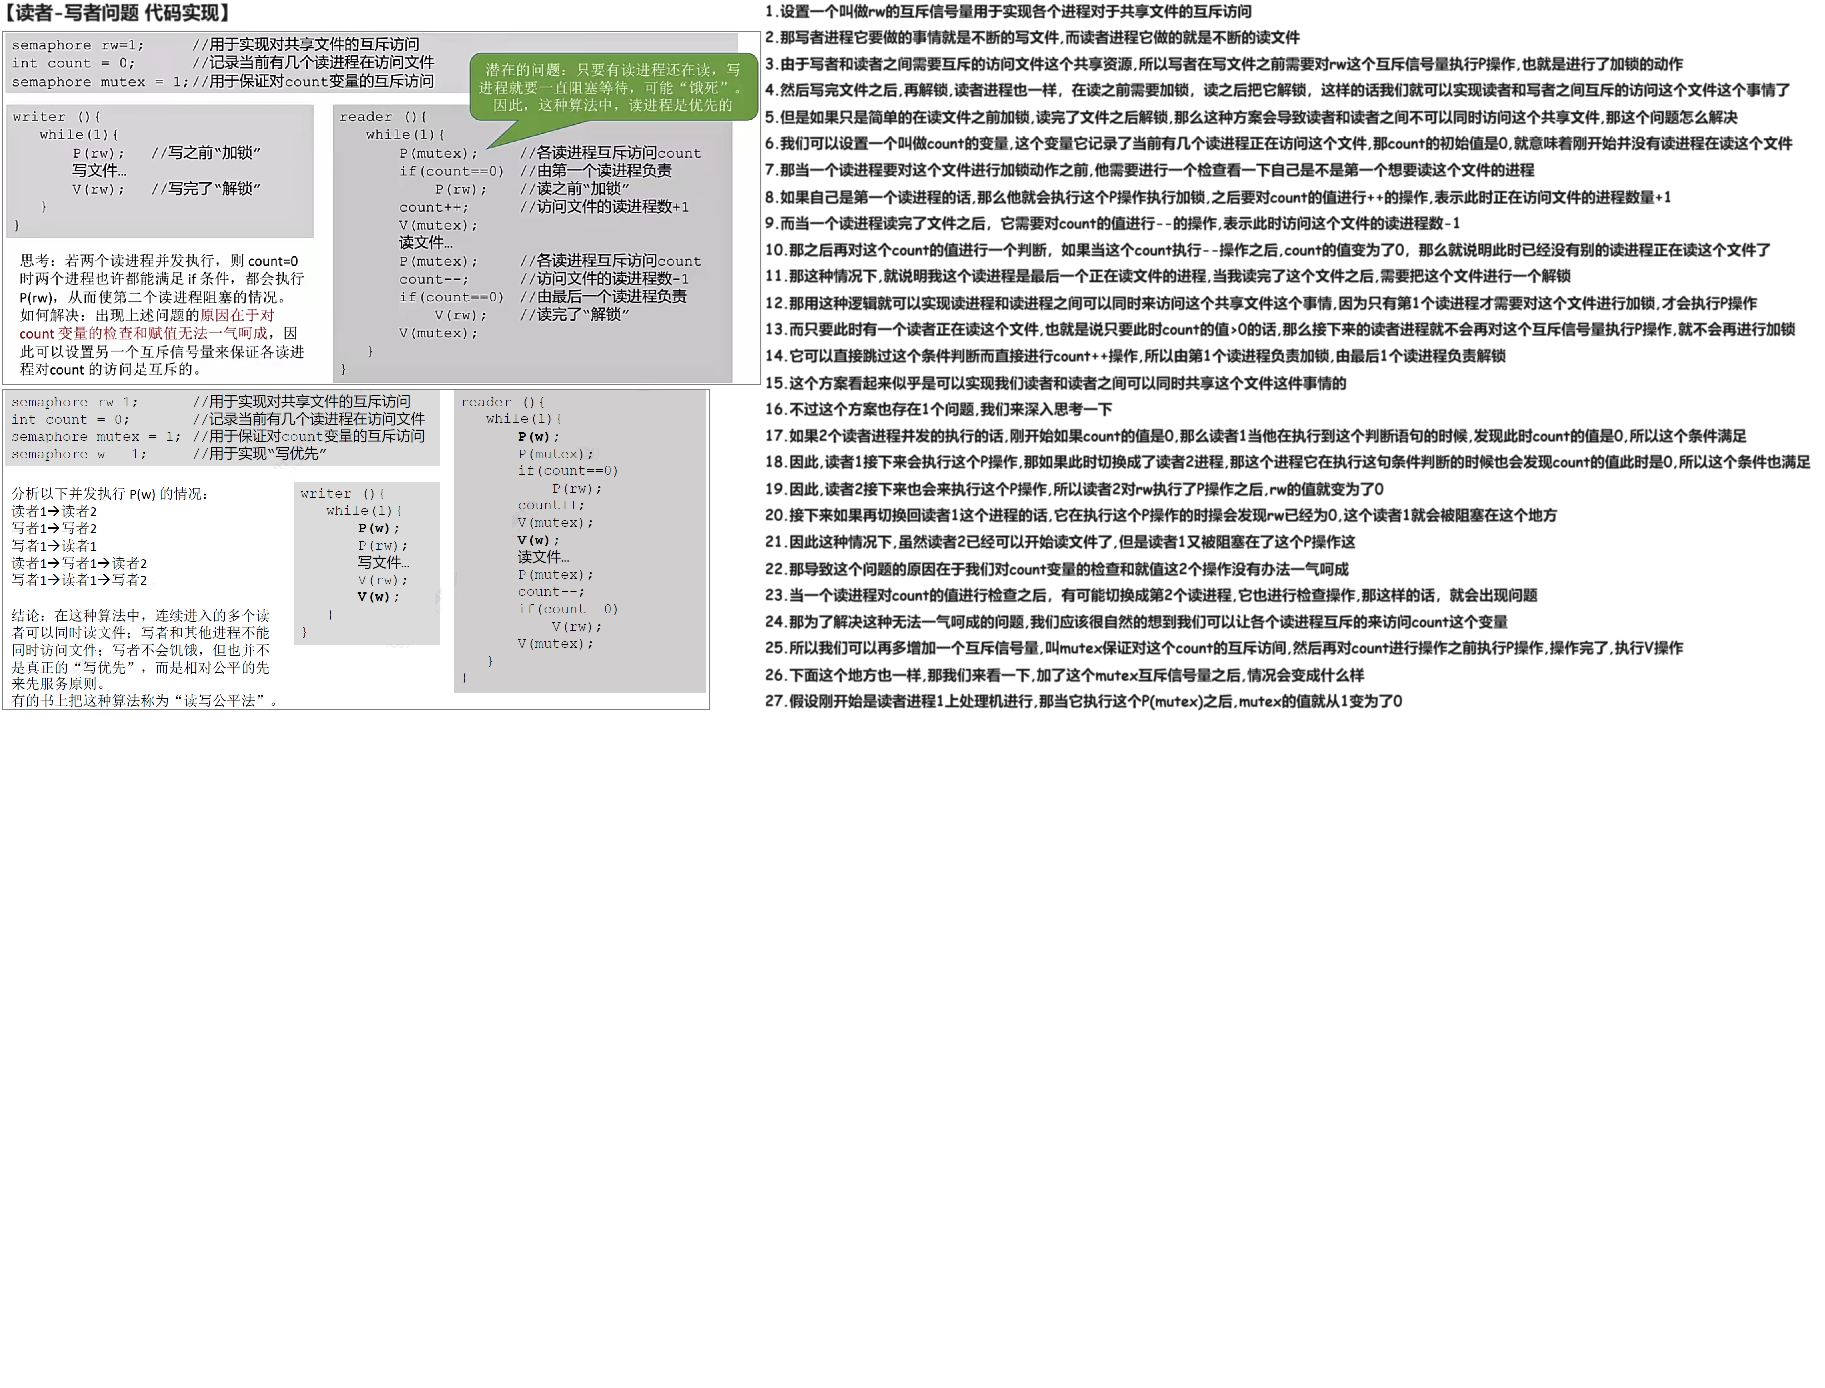 【读者-写者问题 代码实现】
semaphore rw=1; //用于实现对共享文件的互斥访问
int count = 0; //记录当前有几个读进程在访问文件
semaphore mutex = 1;//用于保证对count变量的互斥访问
潜在的问题：只要有读进程还在读，写
进程就要一直阻塞等待，可能“饿死”。
因此，这种算法中，读进程是优先的
writer (){
while(1){
P(rw); //写之前“加锁”
写文件…
V(rw); //写完了“解锁”
}
}
reader (){
while(1){
P(mutex); //各读进程互斥访问count
if(count==0) //由第一个读进程负责
P(rw); //读之前“加锁”
count++; //访问文件的读进程数+1
V(mutex);
读文件…
P(mutex); //各读进程互斥访问count
count--; //访问文件的读进程数-1
if(count==0) //由最后一个读进程负责
V(rw); //读完了“解锁”
V(mutex);
}
}
思考：若两个读进程并发执行，则 count=0
时两个进程也许都能满足 if 条件，都会执行
P(rw)，从而使第二个读进程阻塞的情况。
如何解决：出现上述问题的原因在于对
count 变量的检查和赋值无法一气呵成，因
此可以设置另一个互斥信号量来保证各读进
程对count 的访问是互斥的。
semaphore rw 1; //用于实现对共享文件的互斥访问
int count = 0; //记录当前有几个读进程在访问文件
semaphore mutex = 1; //用于保证对count变量的互斥访问
semaphore w 1; //用于实现“写优先”
分析以下并发执行 P(w) 的情况：
读者1→读者2
写者1→写者2
写者1→读者1
读者1→写者1→读者2
写者1→读者1→写者2
结论：在这种算法中，连续进入的多个读
者可以同时读文件；写者和其他进程不能
同时访问文件；写者不会饥饿，但也并不
是真正的“写优先”，而是相对公平的先
来先服务原则。
有的书上把这种算法称为“读写公平法”。
writer (){
while(1){
P(w);
P(rw);
写文件…
V(rw);
V(w);
}
}
reader (){
while(1){
P(w);
P(mutex);
if(count==0)
P(rw);
count++;
V(mutex);
V(w);
读文件…
P(mutex);
count--;
if(count 0)
V(rw);
V(mutex);
}
}
1.设置一个叫做rw的互斥信号量用于实现各个进程对于共享文件的互斥访问
2.那写者进程它要做的事情就是不断的写文件,而读者进程它做的就是不断的读文件
3.由于写者和读者之间需要互斥的访问文件这个共享资源,所以写者在写文件之前需要对rw这个互斥信号量执行P操作,也就是进行了加锁的动作
4.然后写完文件之后,再解锁,读者进程也一样，在读之前需要加锁，读之后把它解锁，这样的话我们就可以实现读者和写者之间互斥的访问这个文件这个事情了
5.但是如果只是简单的在读文件之前加锁,读完了文件之后解锁,那么这种方案会导致读者和读者之间不可以同时访问这个共享文件,那这个问题怎么解决
6.我们可以设置一个叫做count的变量,这个变量它记录了当前有几个读进程正在访问这个文件,那count的初始值是0,就意味着刚开始并没有读进程在读这个文件
7.那当一个读进程要对这个文件进行加锁动作之前,他需要进行一个检查看一下自己是不是第一个想要读这个文件的进程
8.如果自己是第一个读进程的话,那么他就会执行这个P操作执行加锁,之后要对count的值进行++的操作,表示此时正在访问文件的进程数量+1
9.而当一个读进程读完了文件之后，它需要对count的值进行--的操作,表示此时访问这个文件的读进程数-1
10.那之后再对这个count的值进行一个判断，如果当这个count执行--操作之后,count的值变为了0，那么就说明此时已经没有别的读进程正在读这个文件了
11.那这种情况下,就说明我这个读进程是最后一个正在读文件的进程,当我读完了这个文件之后,需要把这个文件进行一个解锁
12.那用这种逻辑就可以实现读进程和读进程之间可以同时来访问这个共享文件这个事情,因为只有第1个读进程才需要对这个文件进行加锁,才会执行P操作
13.而只要此时有一个读者正在读这个文件,也就是说只要此时count的值>0的话,那么接下来的读者进程就不会再对这个互斥信号量执行P操作,就不会再进行加锁
14.它可以直接跳过这个条件判断而直接进行count++操作,所以由第1个读进程负责加锁,由最后1个读进程负责解锁
15.这个方案看起来似乎是可以实现我们读者和读者之间可以同时共享这个文件这件事情的
16.不过这个方案也存在1个问题,我们来深入思考一下
17.如果2个读者进程并发的执行的话,刚开始如果count的值是0,那么读者1当他在执行到这个判断语句的时候,发现此时count的值是0,所以这个条件满足
18.因此,读者1接下来会执行这个P操作,那如果此时切换成了读者2进程,那这个进程它在执行这句条件判断的时候也会发现count的值此时是0,所以这个条件也满足
19.因此,读者2接下来也会来执行这个P操作,所以读者2对rw执行了P操作之后,rw的值就变为了0
20.接下来如果再切换回读者1这个进程的话,它在执行这个P操作的时操会发现rw已经为0,这个读者1就会被阻塞在这个地方
21.因此这种情况下,虽然读者2已经可以开始读文件了,但是读者1又被阻塞在了这个P操作这
22.那导致这个问题的原因在于我们对count变量的检查和就值这2个操作没有办法一气呵成
23.当一个读进程对count的值进行检查之后，有可能切换成第2个读进程,它也进行检查操作,那这样的话，就会出现问题
24.那为了解决这种无法一气呵成的问题,我们应该很自然的想到我们可以让各个读进程互斥的来访问count这个变量
25.所以我们可以再多增加一个互斥信号量,叫mutex保证对这个count的互斥访间,然后再对count进行操作之前执行P操作,操作完了,执行V操作
26.下面这个地方也一样,那我们来看一下,加了这个mutex互斥信号量之后,情况会变成什么样
27.假设刚开始是读者进程1上处理机进行,那当它执行这个P(mutex)之后,mutex的值就从1变为了0